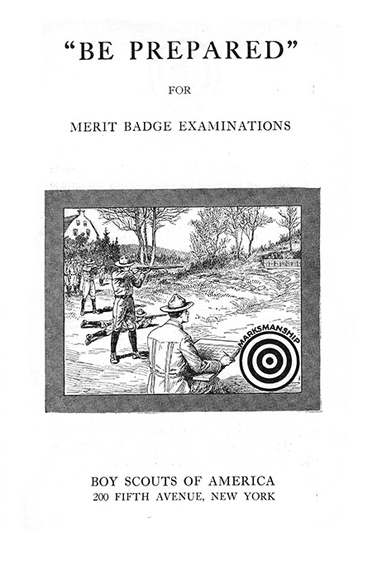 “BE PREPARED”
FOR
MERIT BADGE EXAMINATIONS
MARKSMANSHIP
BOY SCOUTS OF AMERICA
200 FIFTH AVENUE, NEW YORK